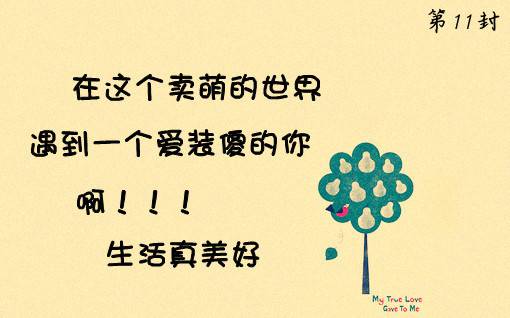 第11封
在这个卖萌的世界
遇到一个爱装傻的你
啊！！！
生活真美好
My True Love
Gave To Me